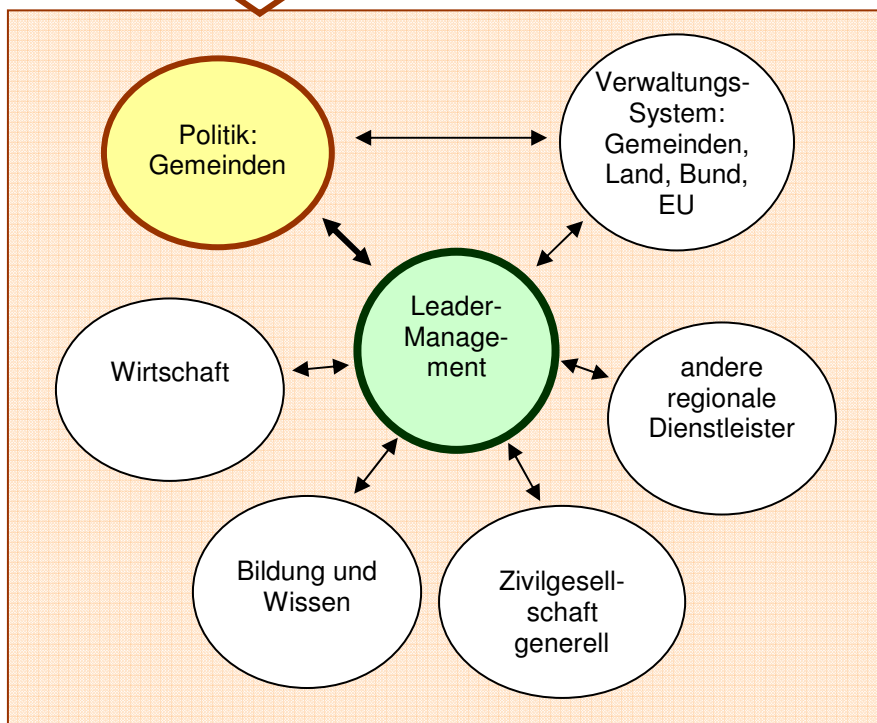 Politik:
Gemeinden
Verwaltungs-
System:
Gemeinden,
Land, Bund,
EU
Leader-
Manage-
ment
Wirtschaft
andere
regionale
Dienstleister
Bildung und
Wissen
Zivilgesell-
schaft
generell